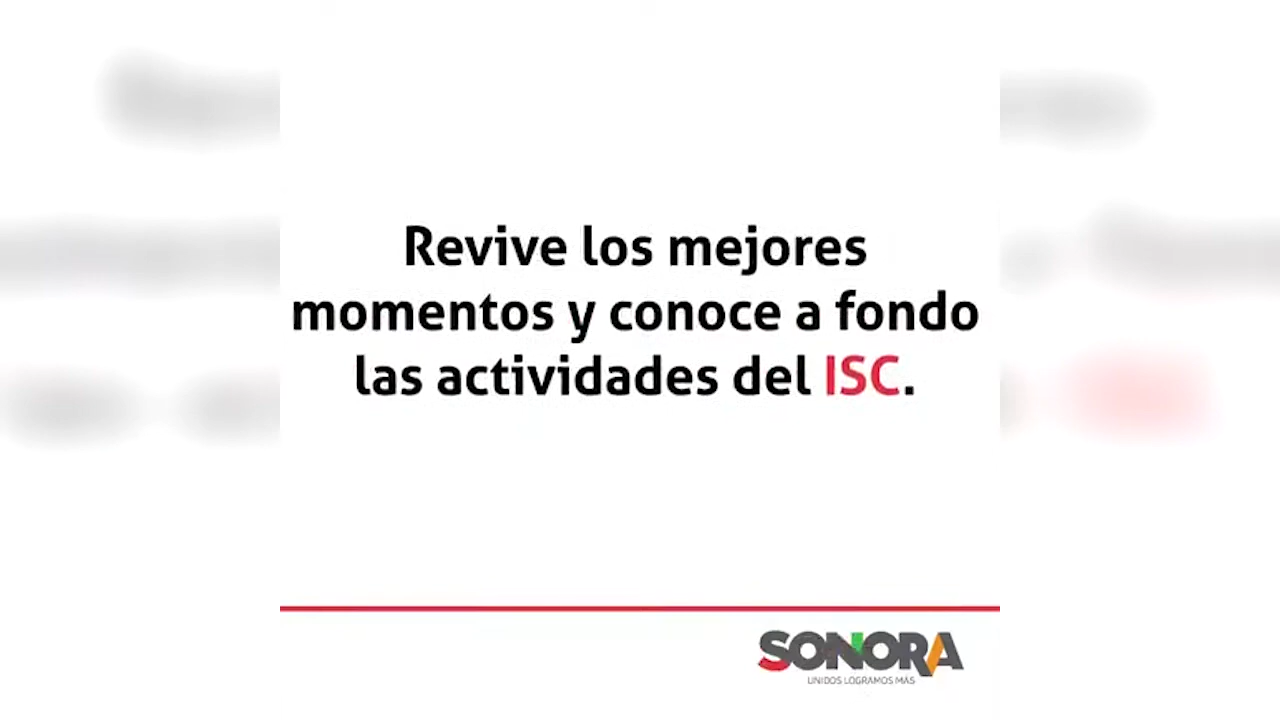 Revive los mejores
momentos y conoce a fondo
las actividades del ISC.
SONORA
UNIDOS LOGRAMOS MÁS